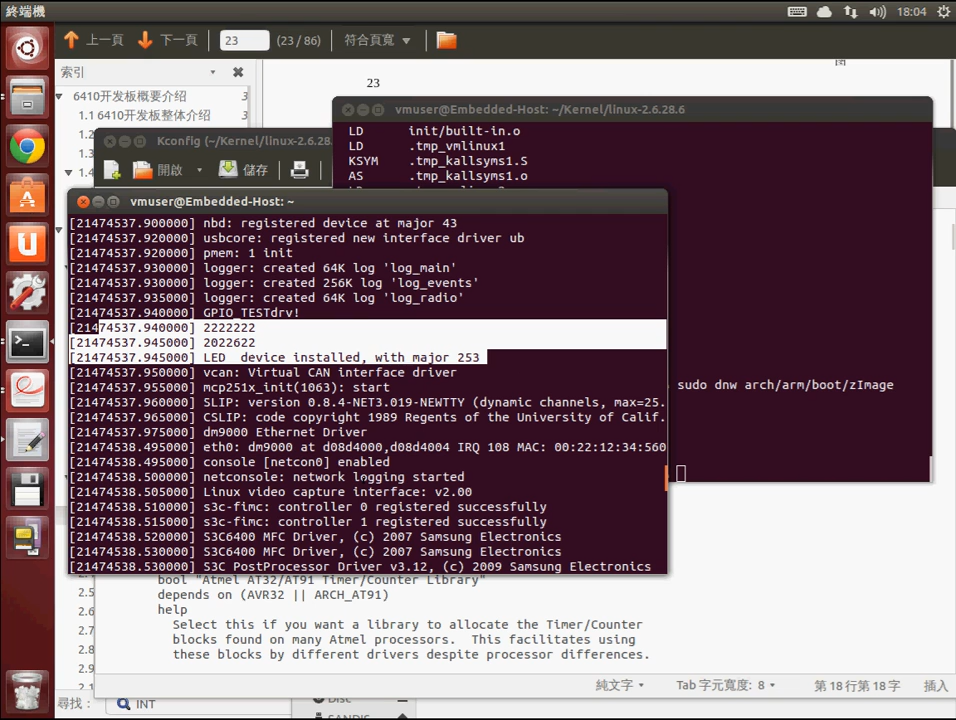 終端機
18:04
上一頁 下一頁 23 (23 / 86) 符合頁寬
索引
23
6410开发板概要介绍 3
1.1 6410开发板整体介绍 3
1.2
1.3
1.4
Kconfig (~/Kernel/linux-2.6.28.
開啟 儲存
vmuser@Embedded-Host: ~/Kernel/linux-2.6.28.6
LD init/built-in.o
LD .tmp_vmlinux1
KSYM .tmp_kallsyms1.S
AS .tmp_kallsyms1.o
sudo dnw arch/arm/boot/zImage
vmuser@Embedded-Host: ~
[21474537.900000] nbd: registered device at major 43
[21474537.920000] usbcore: registered new interface driver ub
[21474537.920000] pmem: 1 init
[21474537.930000] logger: created 64K log 'log_main'
[21474537.930000] logger: created 256K log 'log_events'
[21474537.935000] logger: created 64K log 'log_radio'
[21474537.940000] GPIO_TESTdrv!
[21474537.940000] 2222222
[21474537.945000] 2022622
[21474537.945000] LED  device installed, with major 253
[21474537.950000] vcan: Virtual CAN interface driver
[21474537.955000] mcp251x_init(1063): start
[21474537.960000] SLIP: version 0.8.4-NET3.019-NEWTTY (dynamic channels, max=25.
[21474537.965000] CSLIP: code copyright 1989 Regents of the University of Calif.
[21474537.975000] dm9000 Ethernet Driver
[21474538.495000] eth0: dm9000 at d08d4000,d08d4004 IRQ 108 MAC: 00:22:12:34:560
[21474538.495000] console [netcon0] enabled
[21474538.500000] netconsole: network logging started
[21474538.505000] Linux video capture interface: v2.00
[21474538.510000] s3c-fimc: controller 0 registered successfully
[21474538.515000] s3c-fimc: controller 1 registered successfully
[21474538.520000] S3C6400 MFC Driver, (c) 2007 Samsung Electronics
[21474538.530000] S3C6400 MFC Driver, (c) 2007 Samsung Electronics
[21474538.530000] S3C PostProcessor Driver v3.12, (c) 2009 Samsung Electronics
bool "Atmel AT32/AT91 Timer/Counter Library"
depends on (AVR32 || ARCH_AT91)
help
Select this if you want a library to allocate the Timer/Counter
blocks found on many Atmel processors.  This facilitates using
these blocks by different drivers despite processor differences.
2.5
2.6
2.7
2.8
2.9
純文字 Tab 字元寬度: 8 第 18 行第 18 字 插入
尋找： INT